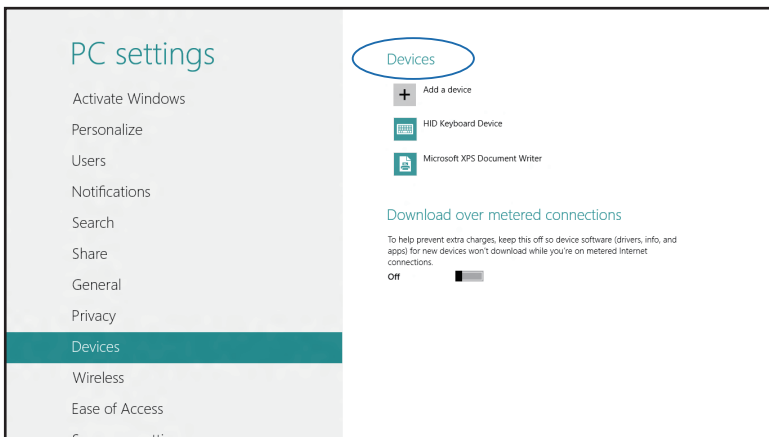 PC settings
Activate Windows
Personalize
Users
Notifications
Search
Share
General
Privacy
Devices
Wireless
Ease of Access
Devices
Add a device
HID Keyboard Device
Microsoft XPS Document Writer
Download over metered connections
To help prevent extra charges, keep this off so device software (drivers, info, and
apps) for new devices won't download while you're on metered Internet
connections.
Off